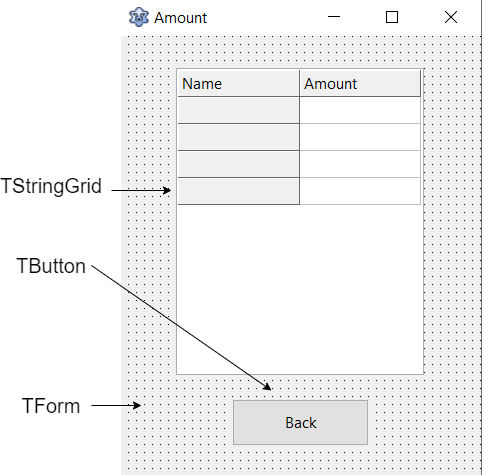 Amount
Name Amount
TStringGrid
TButton
TForm
Back